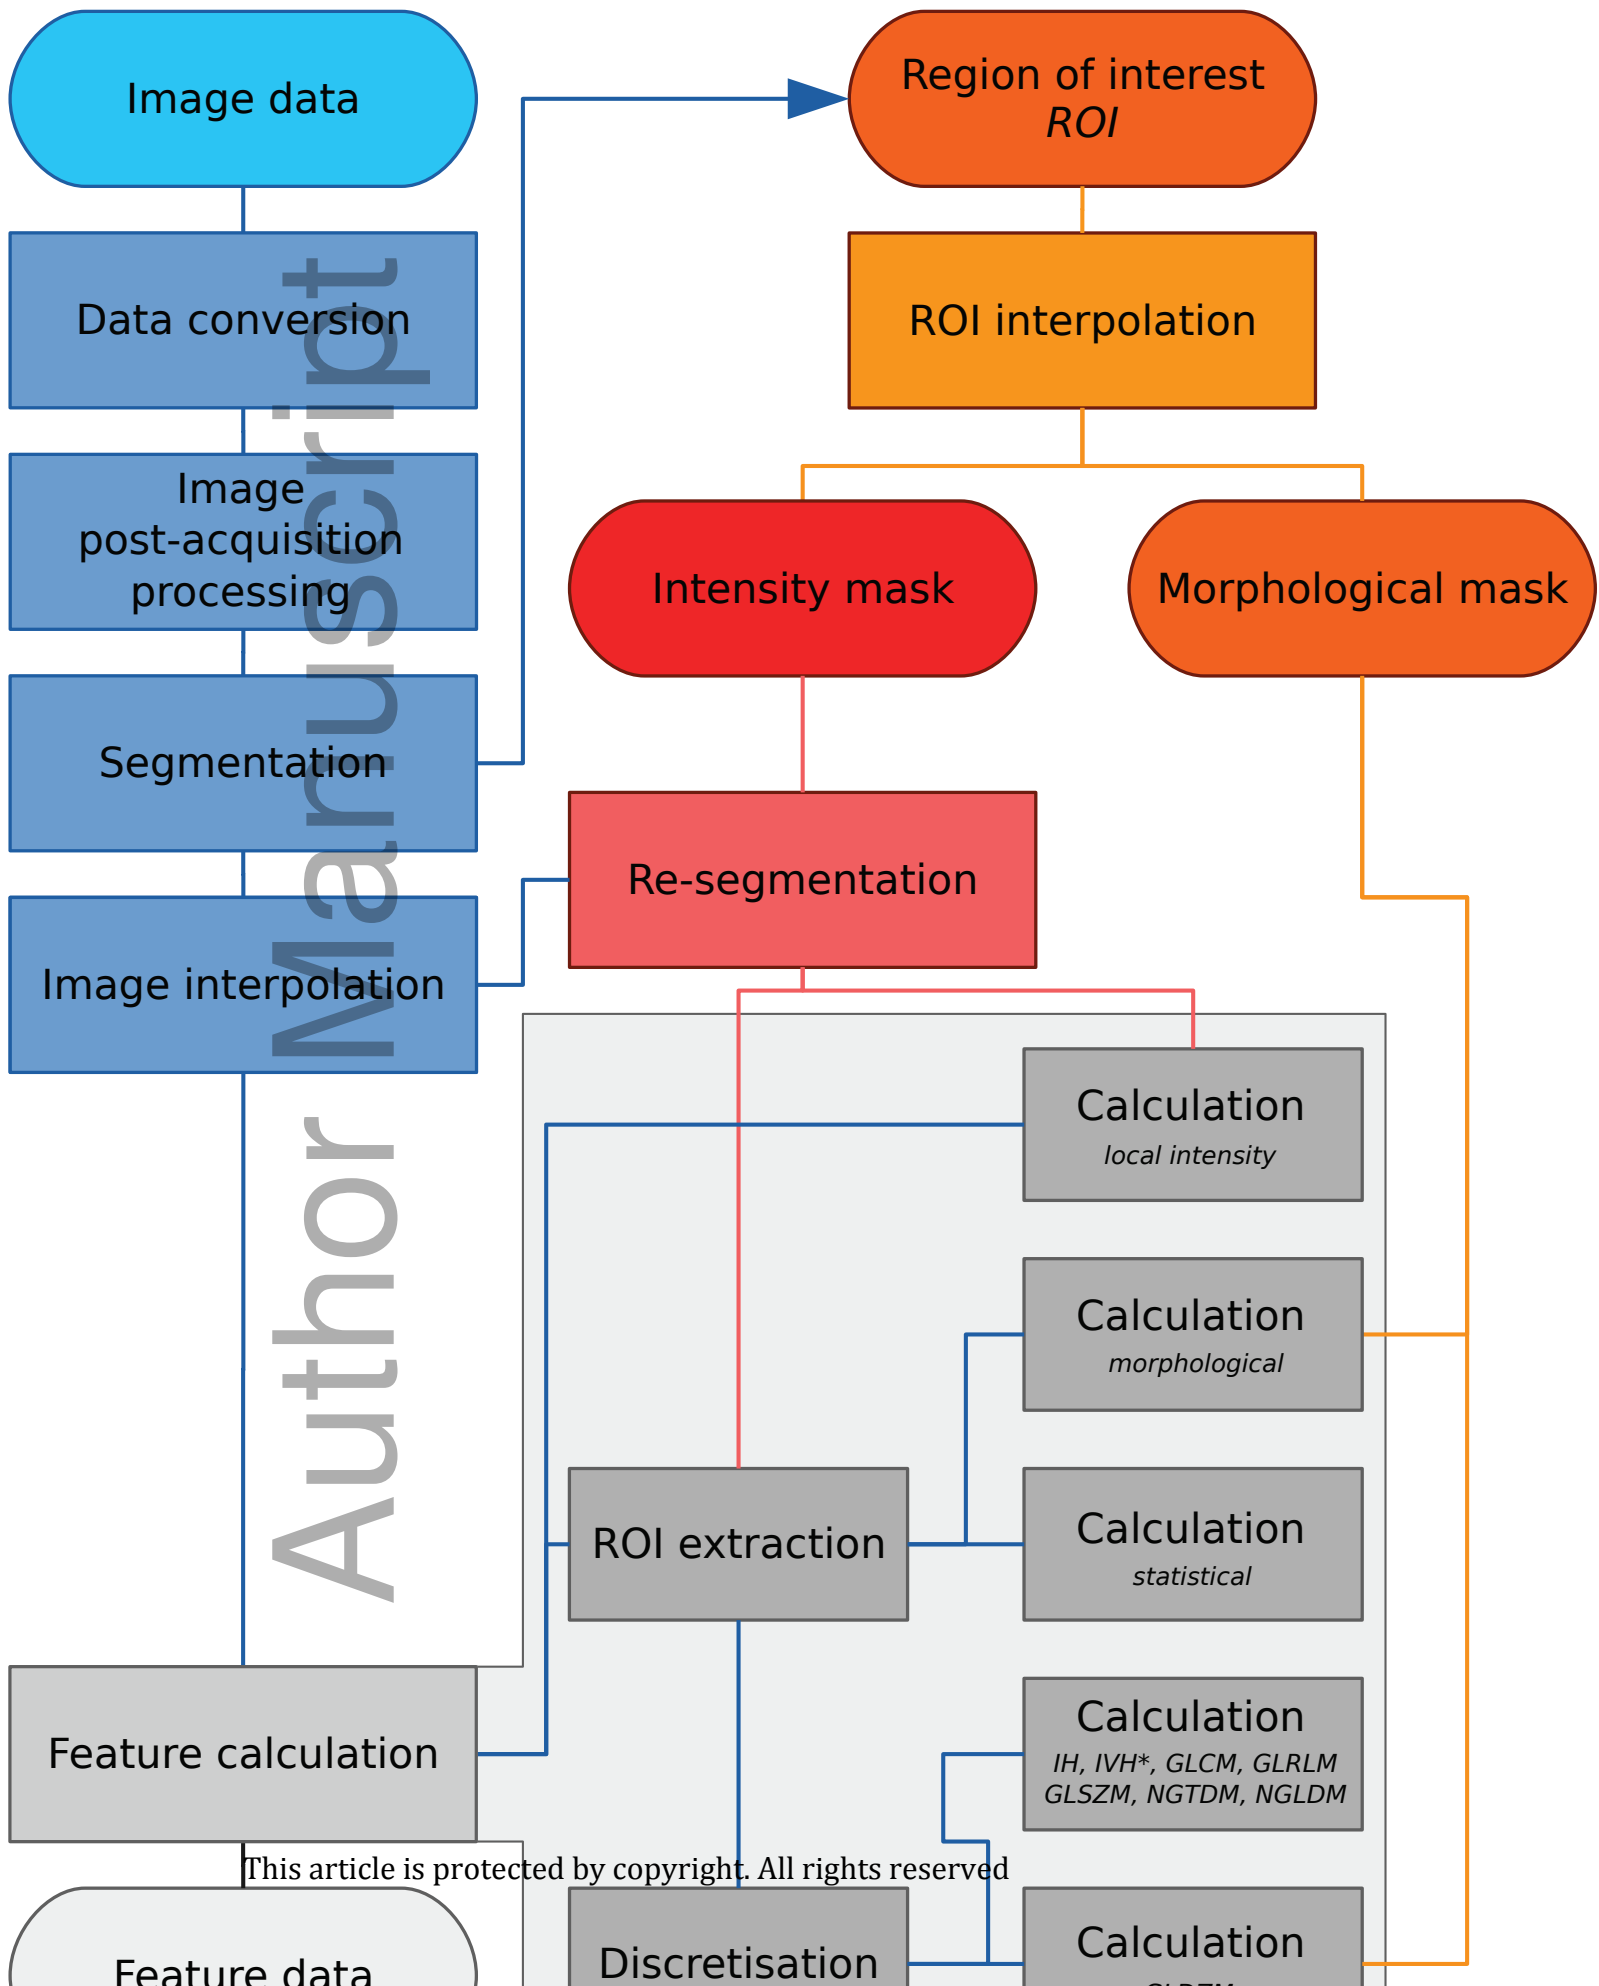 Image data
Region of interest
ROI
Data conversion
ROI interpolation
Image
post-acquisition
processing
Intensity mask
Morphological mask
Segmentation
Re-segmentation
Image interpolation
Calculation
local intensity
Calculation
morphological
ROI extraction
Calculation
statistical
Feature calculation
Calculation
IH, IVH*, GLCM, GLRLM
GLSZM, NGTDM, NGLDM
This article is protected by copyright. All rights reserved
Feature data
Discretisation
Calculation
Author Manuscript